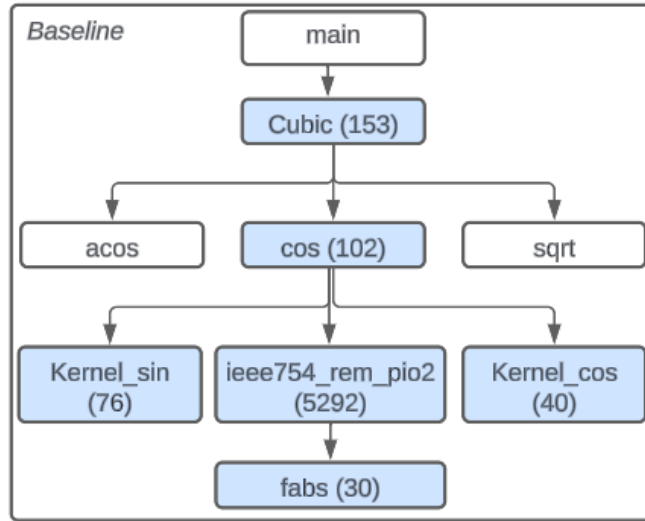 Baseline
main
Cubic (153)
acos
cos (102)
sqrt
Kernel_sin
(76)
ieee754_rem_pio2
(5292)
Kernel_cos
(40)
fabs (30)